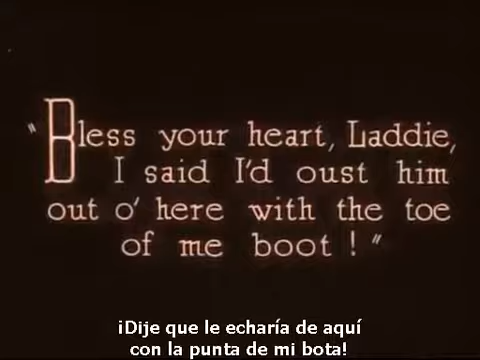 "Bless your heart, Laddie,
I said I'd oust him
out o' here with the toe
of me boot!"
¡Dije que le echaría de aquí
con la punta de mi bota!